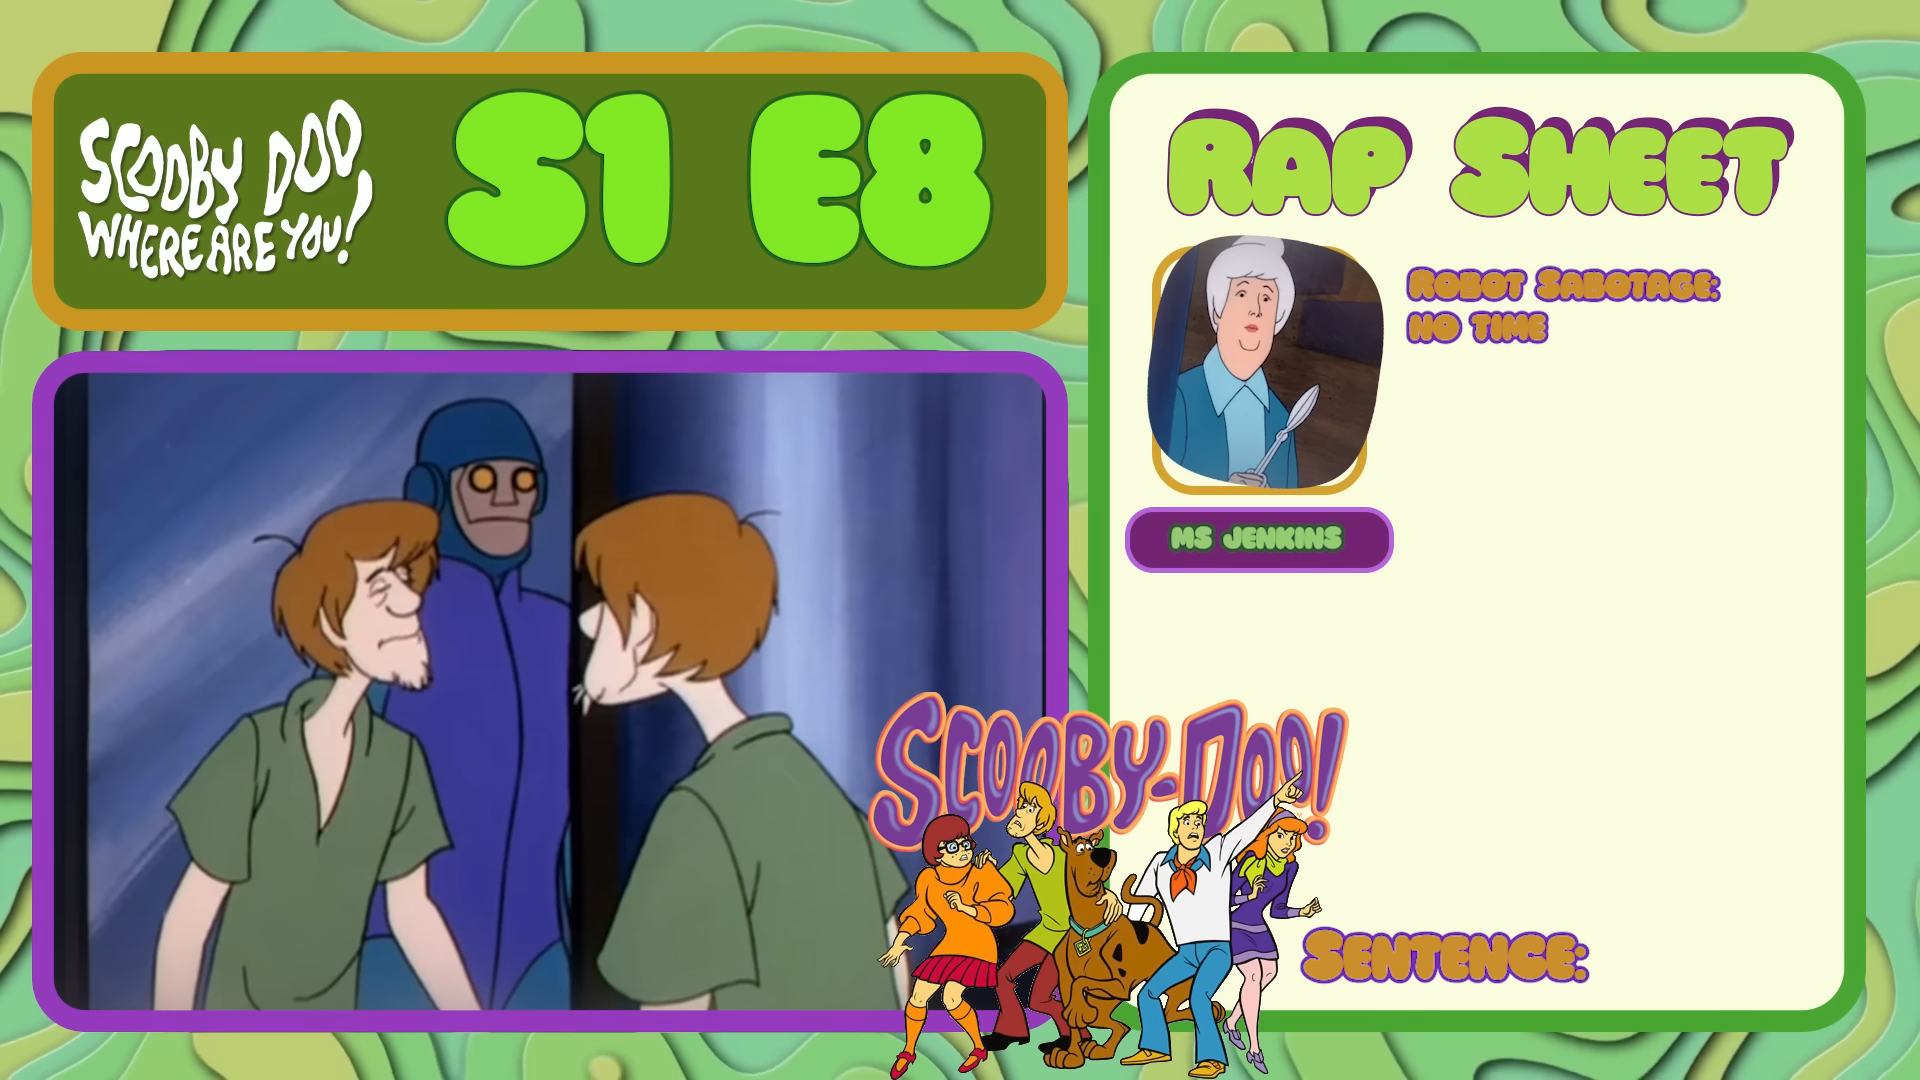 SCOOBY DOO,
WHERE ARE YOU!
S1 E8
RAP SHEET
ROBOT SABOTAGE:
NO TIME
MS JENKINS
SCOOBY-DOO!
SENTENCE: